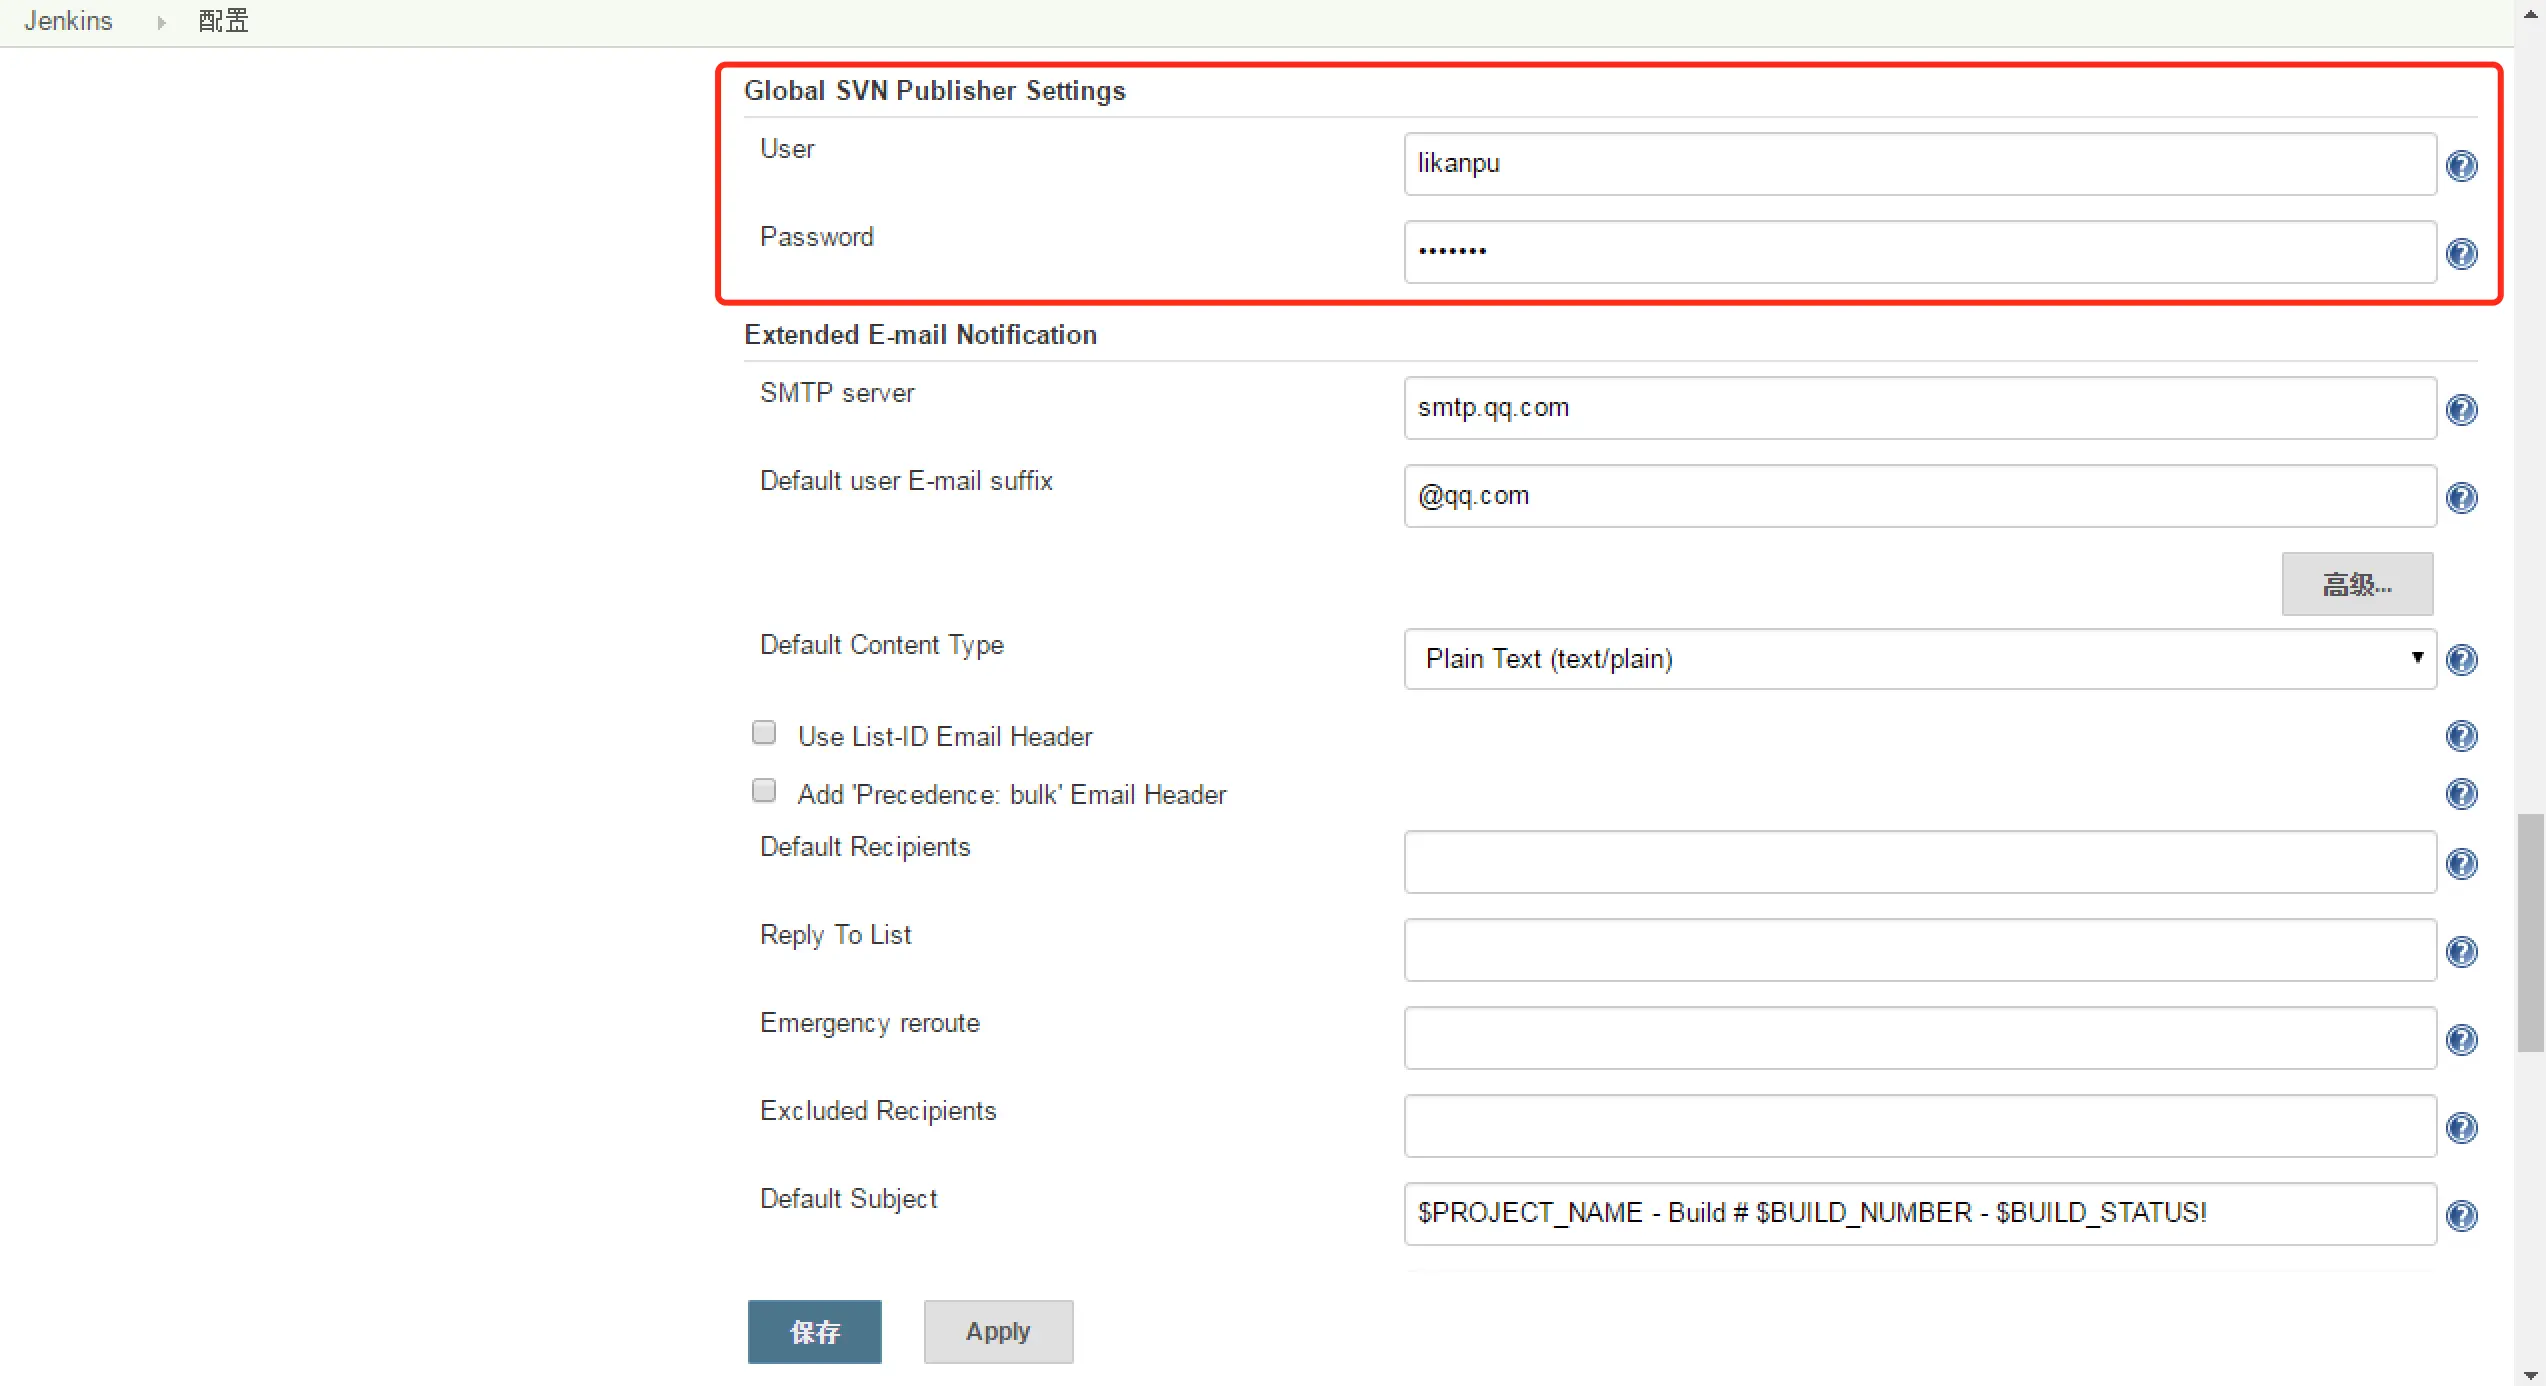 Jenkins 配置
Global SVN Publisher Settings
User
likanpu
Password
•••••••
Extended E-mail Notification
SMTP server
smtp.qq.com
Default user E-mail suffix
@qq.com
高级...
Default Content Type
Plain Text (text/plain)
Use List-ID Email Header
Add 'Precedence: bulk' Email Header
Default Recipients
Reply To List
Emergency reroute
Excluded Recipients
Default Subject
$PROJECT_NAME - Build # $BUILD_NUMBER - $BUILD_STATUS!
保存 Apply